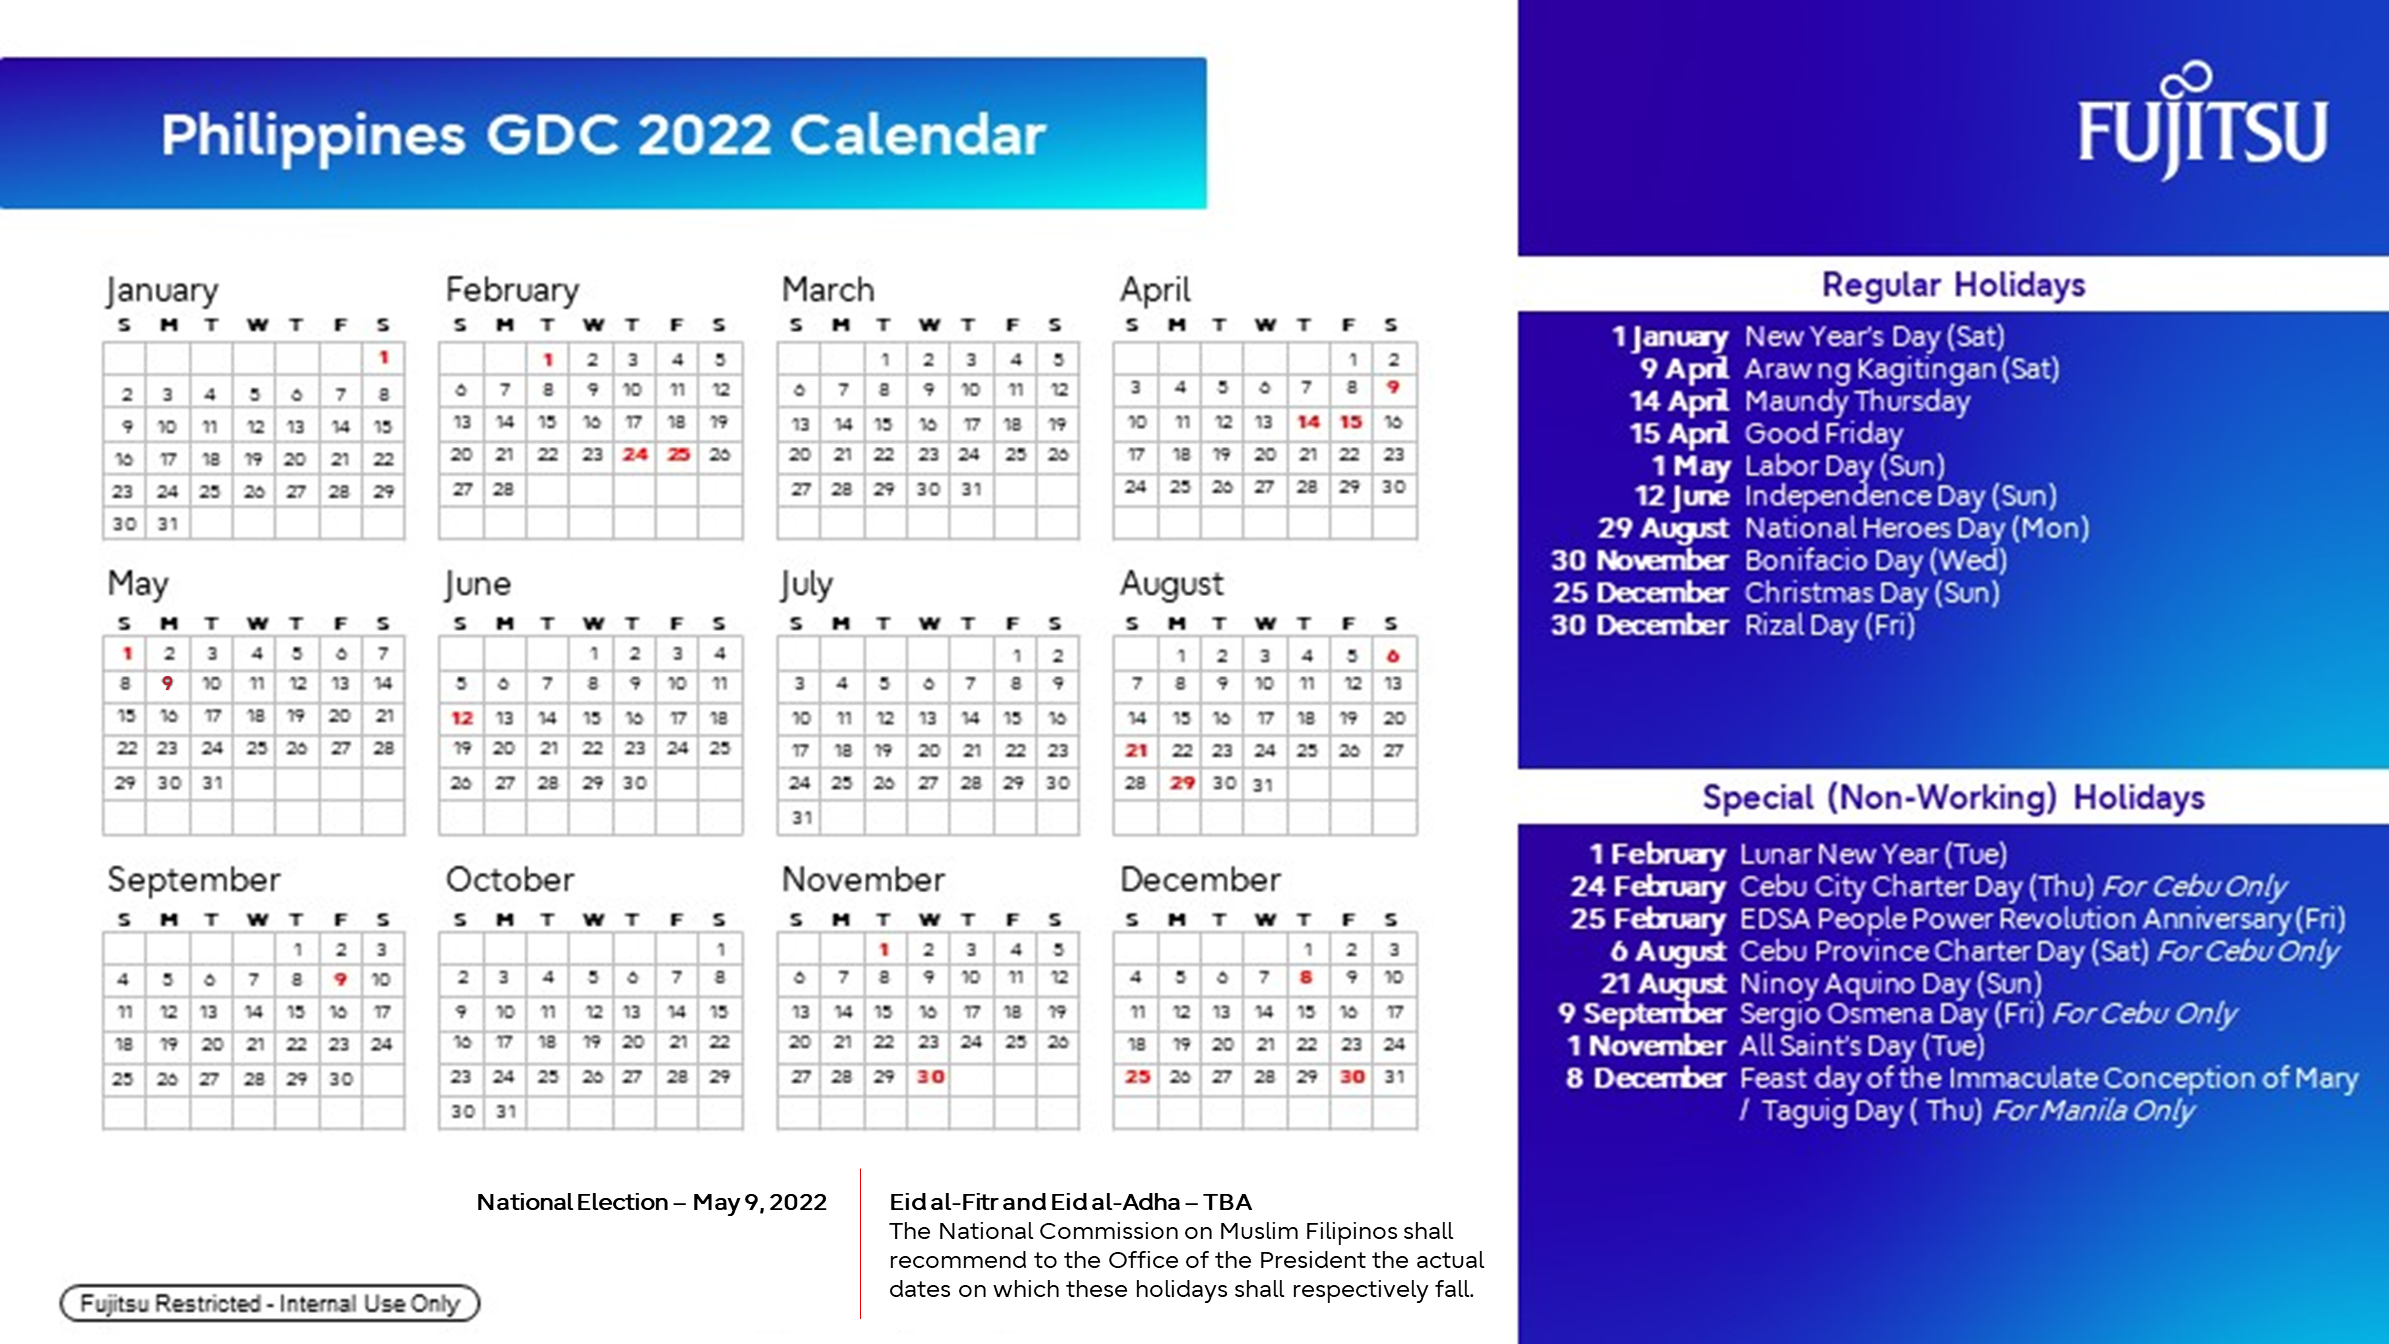 Philippines GDC 2022 Calendar
FUJITSU
January
S M T W T F S
1
2 3 4 5 6 7 8
9 10 11 12 13 14 15
16 17 18 19 20 21 22
23 24 25 26 27 28 29
30 31
February
S M T W T F S
1 2 3 4 5
6 7 8 9 10 11 12
13 14 15 16 17 18 19
20 21 22 23 24 25 26
27 28
March
S M T W T F S
1 2 3 4 5
6 7 8 9 10 11 12
13 14 15 16 17 18 19
20 21 22 23 24 25 26
27 28 29 30 31
April
S M T W T F S
1 2
3 4 5 6 7 8 9
10 11 12 13 14 15 16
17 18 19 20 21 22 23
24 25 26 27 28 29 30
May
S M T W T F S
1 2 3 4 5 6 7
8 9 10 11 12 13 14
15 16 17 18 19 20 21
22 23 24 25 26 27 28
29 30 31
June
S M T W T F S
1 2 3 4
5 6 7 8 9 10 11
12 13 14 15 16 17 18
19 20 21 22 23 24 25
26 27 28 29 30
July
S M T W T F S
1 2
3 4 5 6 7 8 9
10 11 12 13 14 15 16
17 18 19 20 21 22 23
24 25 26 27 28 29 30
31
August
S M T W T F S
1 2 3 4 5 6
7 8 9 10 11 12 13
14 15 16 17 18 19 20
21 22 23 24 25 26 27
28 29 30 31
September
S M T W T F S
1 2 3
4 5 6 7 8 9 10
11 12 13 14 15 16 17
18 19 20 21 22 23 24
25 26 27 28 29 30
October
S M T W T F S
1
2 3 4 5 6 7 8
9 10 11 12 13 14 15
16 17 18 19 20 21 22
23 24 25 26 27 28 29
30 31
November
S M T W T F S
1 2 3 4 5
6 7 8 9 10 11 12
13 14 15 16 17 18 19
20 21 22 23 24 25 26
27 28 29 30
December
S M T W T F S
1 2 3
4 5 6 7 8 9 10
11 12 13 14 15 16 17
18 19 20 21 22 23 24
25 26 27 28 29 30 31
National Election – May 9, 2022
Eid al-Fitr and Eid al-Adha – TBA
The National Commission on Muslim Filipinos shall
recommend to the Office of the President the actual
dates on which these holidays shall respectively fall.
Fujitsu Restricted - Internal Use Only
Regular Holidays
1 January New Year's Day (Sat)
9 April Araw ng Kagitingan (Sat)
14 April Maundy Thursday
15 April Good Friday
1 May Labor Day (Sun)
12 June Independence Day (Sun)
29 August National Heroes Day (Mon)
30 November Bonifacio Day (Wed)
25 December Christmas Day (Sun)
30 December Rizal Day (Fri)
Special (Non-Working) Holidays
1 February Lunar New Year (Tue)
24 February Cebu City Charter Day (Thu) For Cebu Only
25 February EDSA People Power Revolution Anniversary (Fri)
6 August Cebu Province Charter Day (Sat) For Cebu Only
21 August Ninoy Aquino Day (Sun)
9 September Sergio Osmena Day (Fri) For Cebu Only
1 November All Saint's Day (Tue)
8 December Feast day of the Immaculate Conception of Mary
/ Taguig Day ( Thu) For Manila Only